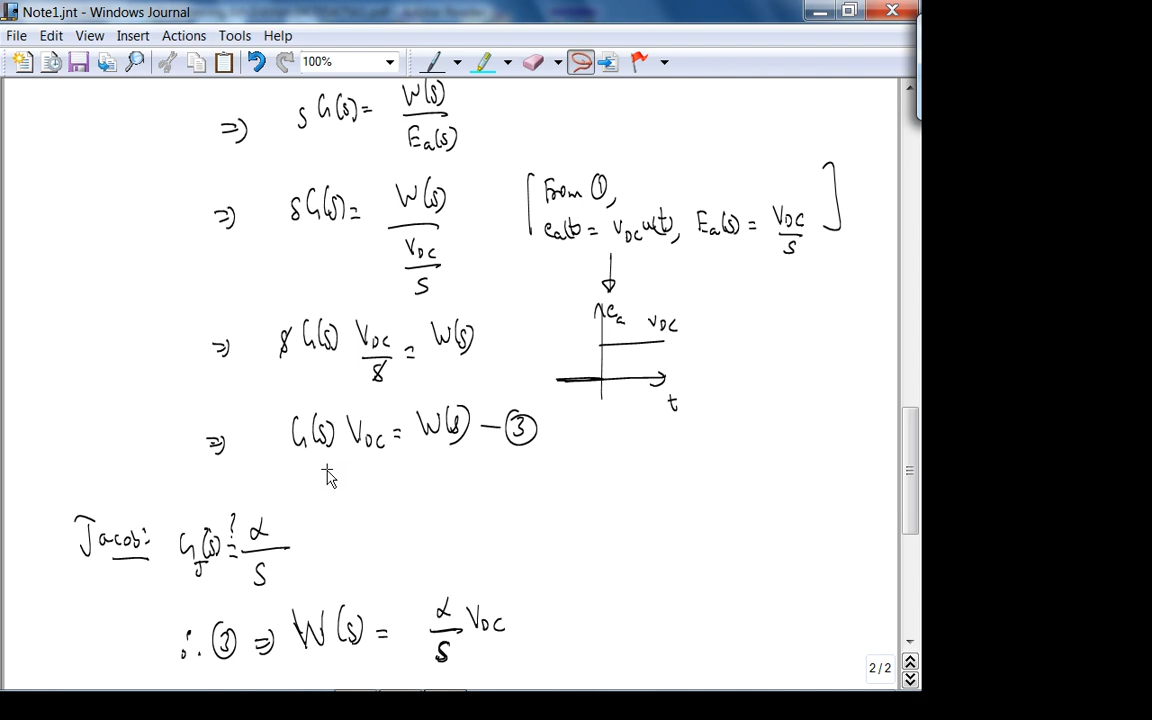 Note1.jnt - Windows Journal
File Edit View Insert Actions Tools Help
100%
=> s G(s) = W(s) / Ea(s)
=> s G(s) = W(s) / (VDC / s)
[From ①,
ea(t) = VDC u(t), Ea(s) = VDC / s]
ea VDC
t
=> s G(s) VDC / s = W(s)
=> G(s) VDC = W(s) — ③
Jacob: GJ(s) ?= α / s
∴ ③ => W(s) = α / s VDC
2 / 2